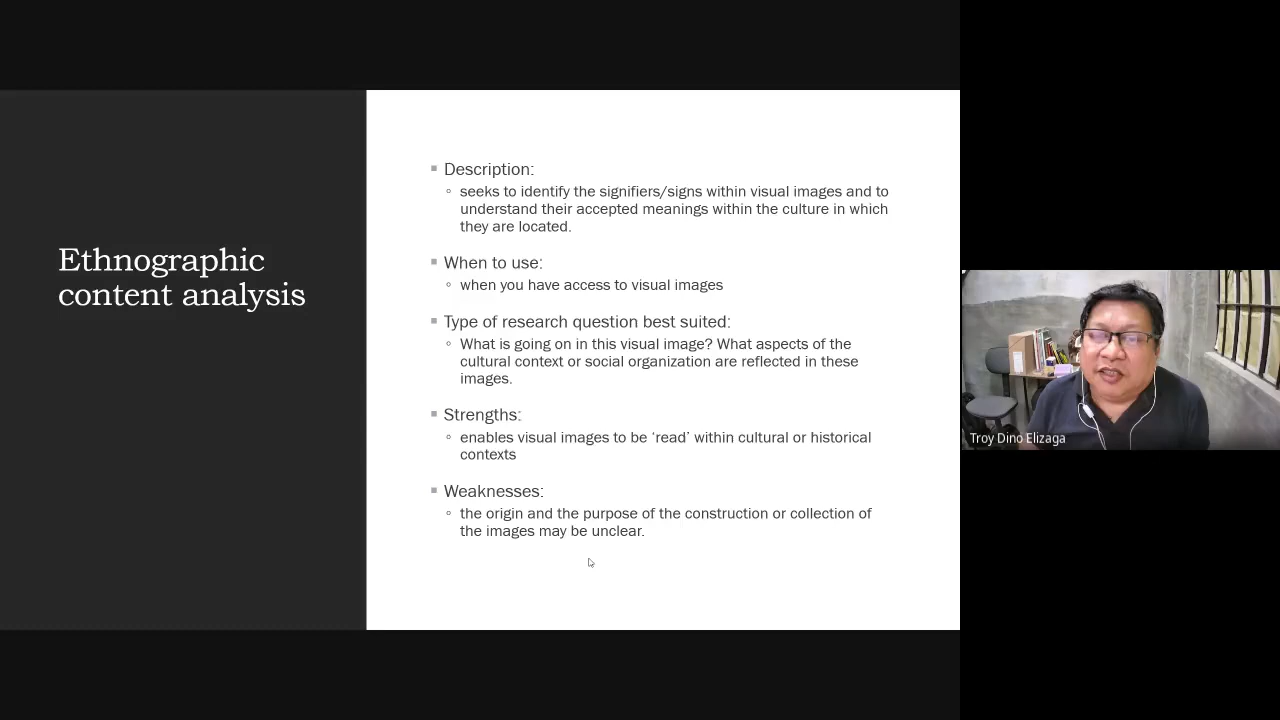 Ethnographic
content analysis
Description:
seeks to identify the signifiers/signs within visual images and to
understand their accepted meanings within the culture in which
they are located.
When to use:
when you have access to visual images
Type of research question best suited:
What is going on in this visual image? What aspects of the
cultural context or social organization are reflected in these
images.
Strengths:
enables visual images to be ‘read’ within cultural or historical
contexts
Weaknesses:
the origin and the purpose of the construction or collection of
the images may be unclear.
Troy Dino Elizaga